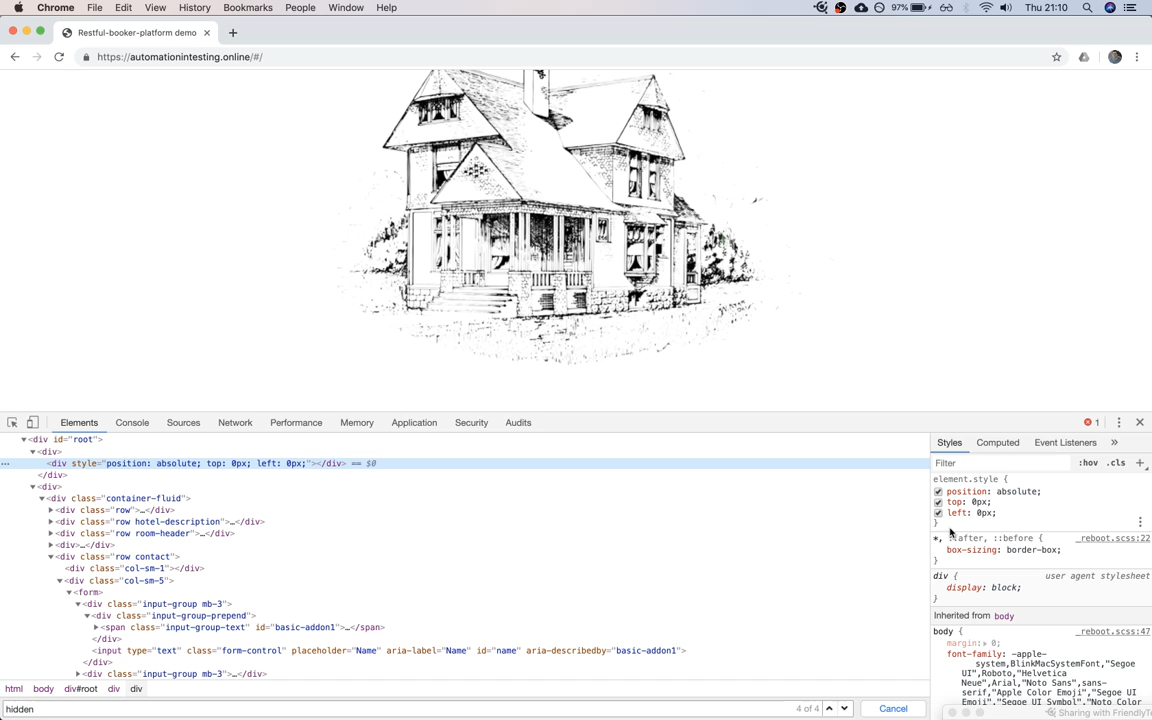 Chrome File Edit View History Bookmarks People Window Help 97% Thu 21:10
Restful-booker-platform demo
https://automationintesting.online/#/
Elements Console Sources Network Performance Memory Application Security Audits 1
<div id="root">
<div>
<div style="position: absolute; top: 0px; left: 0px;"></div> == $0
</div>
<div>
<div class="container-fluid">
<div class="row">…</div>
<div class="row hotel-description">…</div>
<div class="row room-header">…</div>
<div>…</div>
<div class="row contact">
<div class="col-sm-1"></div>
<div class="col-sm-5">
<form>
<div class="input-group mb-3">
<div class="input-group-prepend">
<span class="input-group-text" id="basic-addon1">…</span>
</div>
<input type="text" class="form-control" placeholder="Name" aria-label="Name" id="name" aria-describedby="basic-addon1">
</div>
<div class="input-group mb-3">…</div>
html body div#root div div
hidden 4 of 4 Cancel
Styles Computed Event Listeners »
Filter :hov .cls +
element.style {
position: absolute;
top: 0px;
left: 0px;
}
*, ::after, ::before { _reboot.scss:22
box-sizing: border-box;
}
div { user agent stylesheet
display: block;
}
Inherited from body
body { _reboot.scss:47
margin: 0;
font-family: -apple-
system,BlinkMacSystemFont,"Segoe
UI",Roboto,"Helvetica
Neue",Arial,"Noto Sans",sans-
serif,"Apple Color Emoji","Segoe
UI Emoji","Segoe UI Symbol","Noto Color
Sharing with